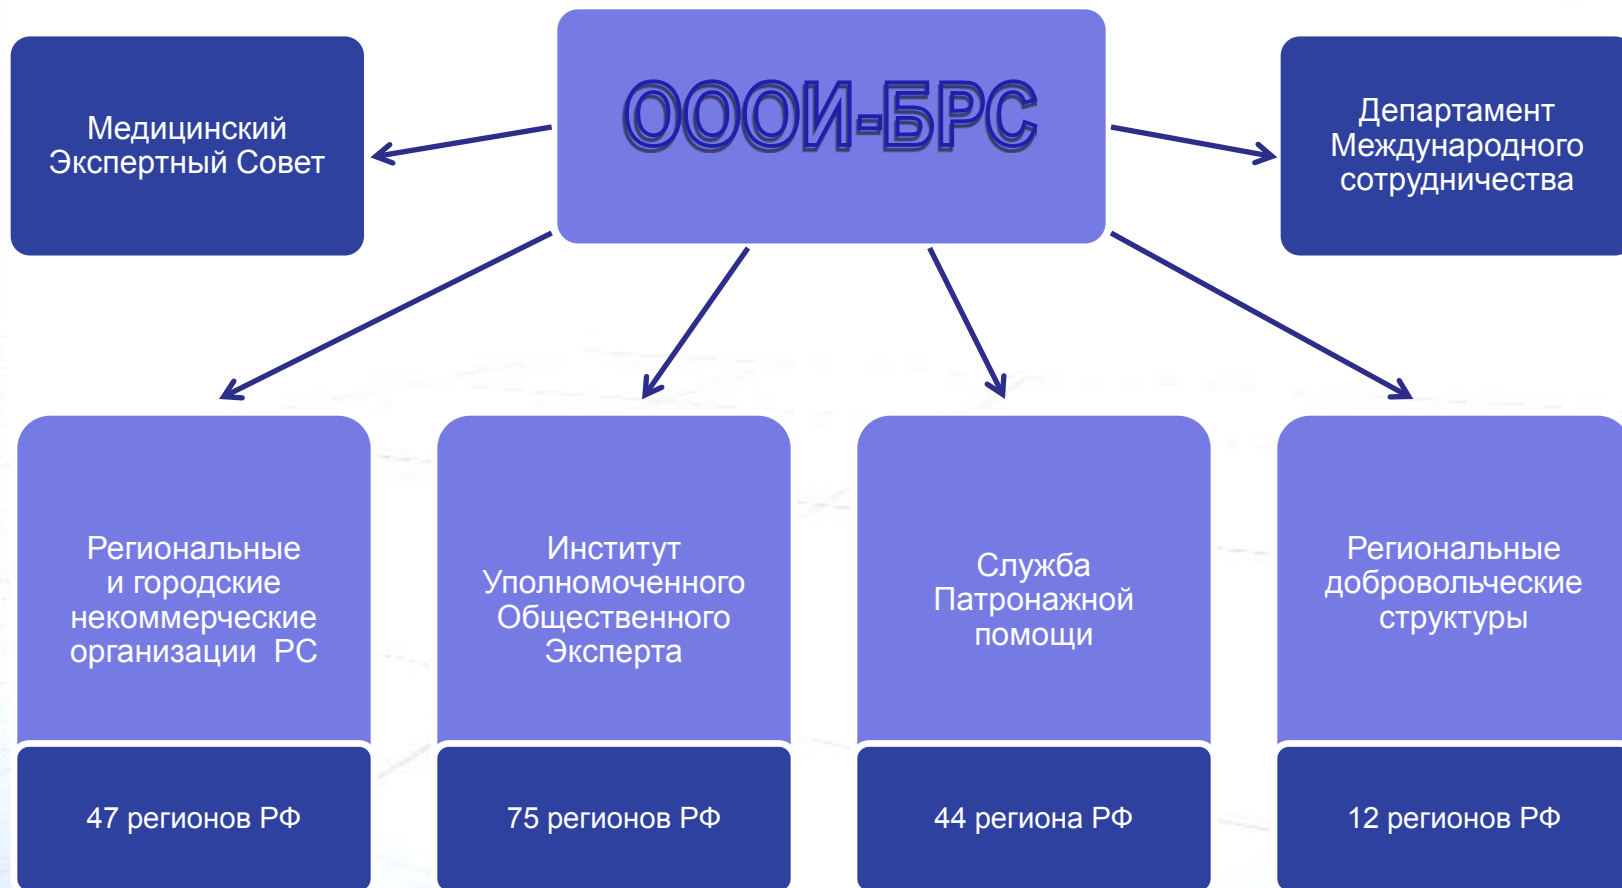 ОООИ-БРС
Медицинский
Экспертный Совет
Департамент
Международного
сотрудничества
Региональные
и городские
некоммерческие
организации РС
47 регионов РФ
Институт
Уполномоченного
Общественного
Эксперта
75 регионов РФ
Служба
Патронажной
помощи
44 региона РФ
Региональные
добровольческие
структуры
12 регионов РФ